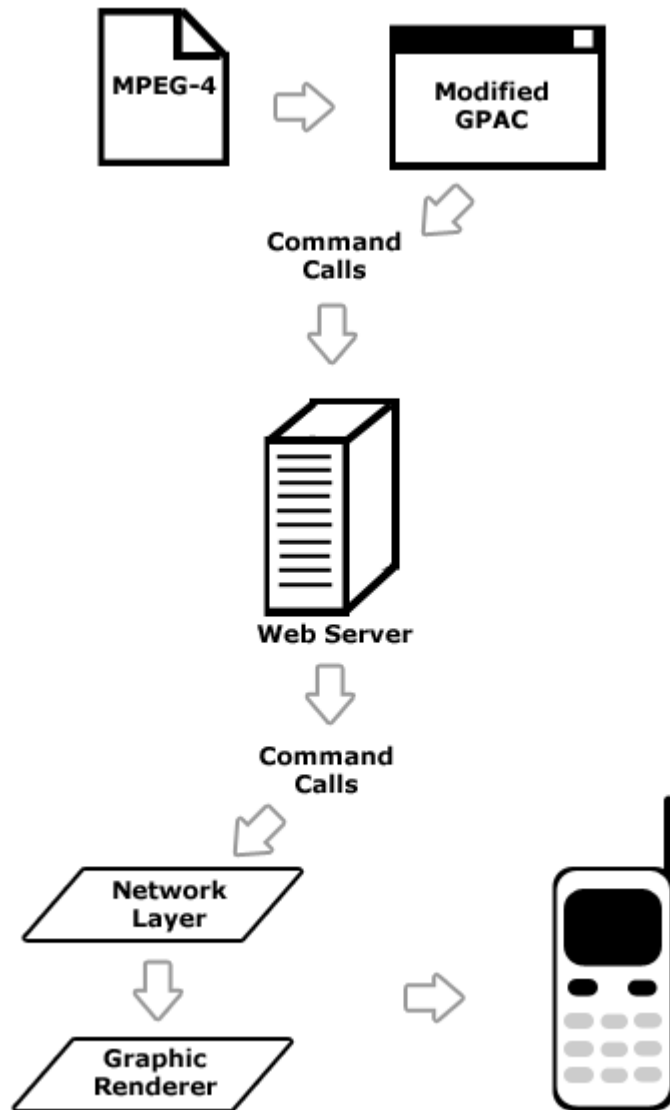 MPEG-4
Modified
GPAC
Command
Calls
Web Server
Command
Calls
Network
Layer
Graphic
Renderer